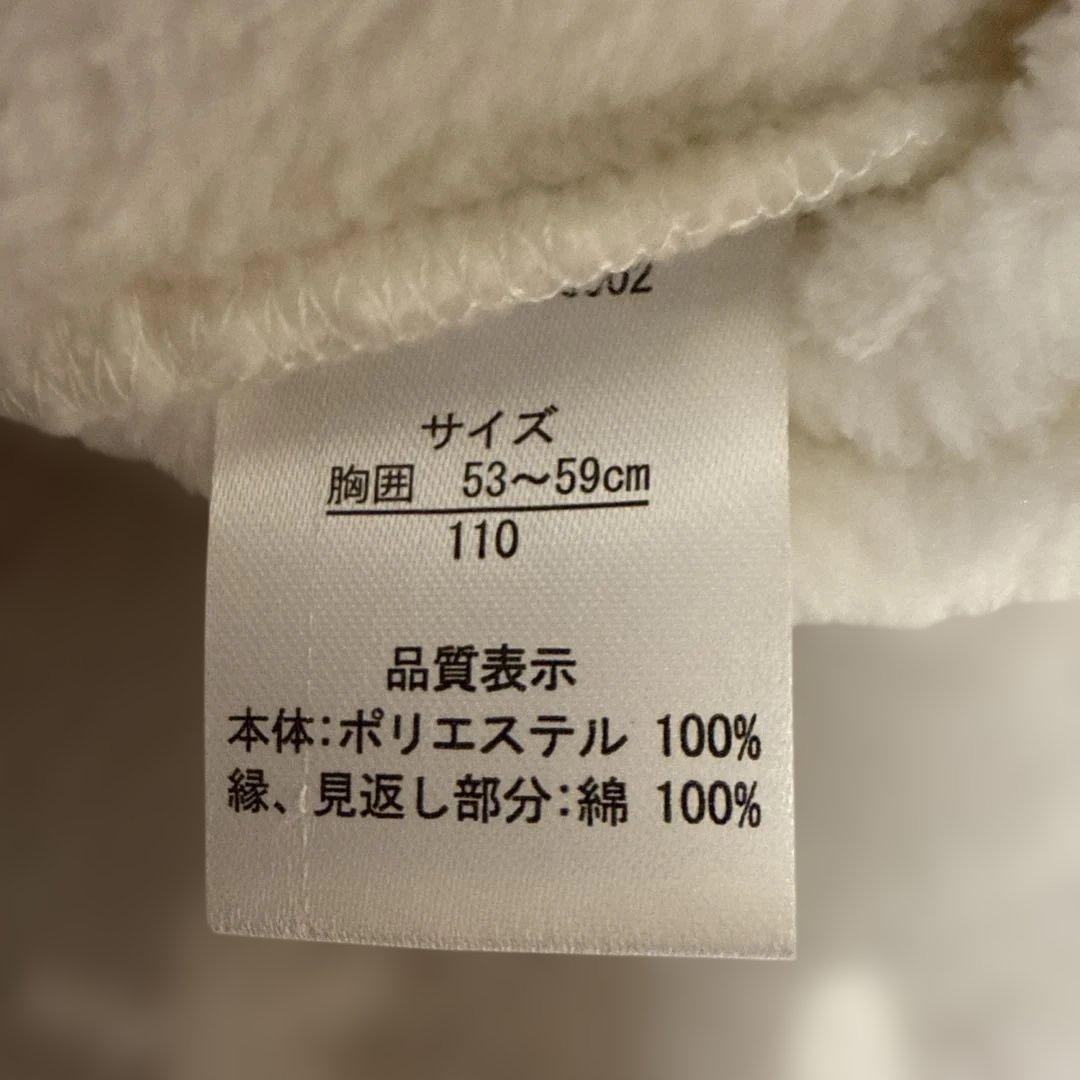 サイズ
胸囲 53～59cm
110
品質表示
本体：ポリエステル 100%
縁、見返し部分：綿 100%